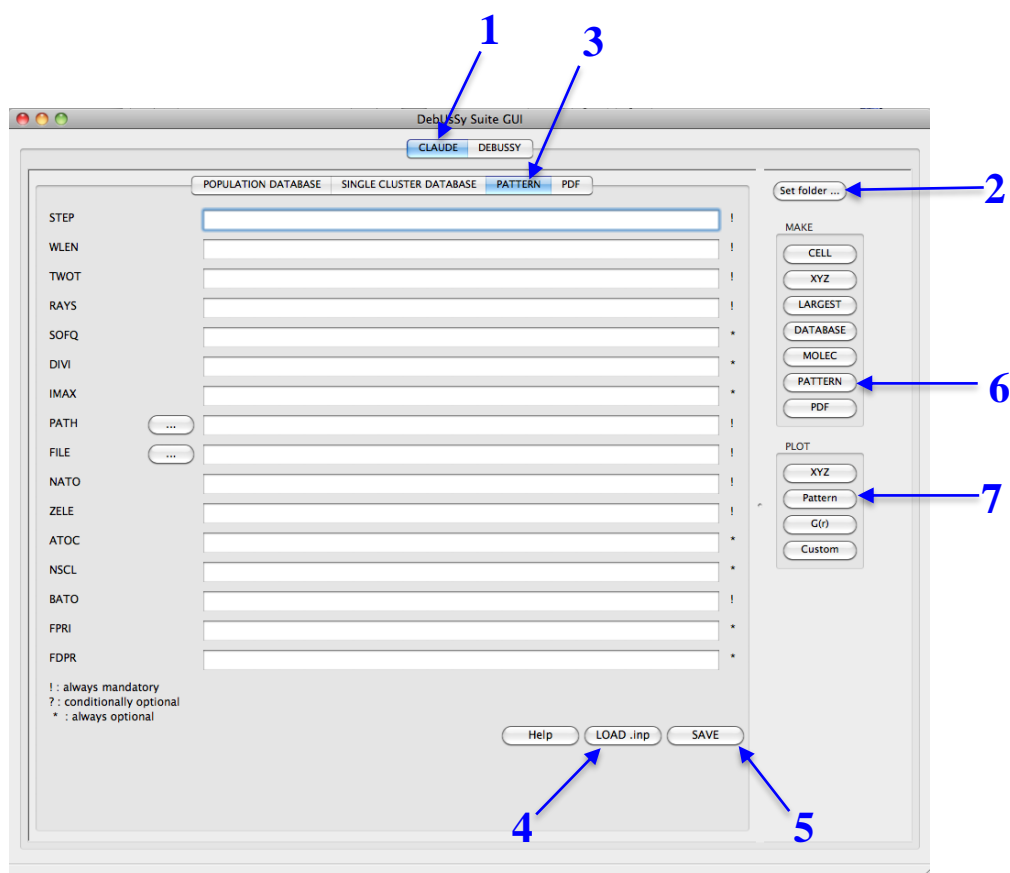 1
3
DebUsSy Suite GUI
CLAUDE DEBUSSY
POPULATION DATABASE SINGLE CLUSTER DATABASE PATTERN PDF
Set folder ...
2
STEP !
WLEN !
TWOT !
RAYS !
SOFQ *
DIVI *
IMAX *
PATH ... !
FILE ... !
NATO !
ZELE !
ATOC *
NSCL *
BATO !
FPRI *
FDPR *
! : always mandatory
? : conditionally optional
* : always optional
Help LOAD .inp SAVE
4
5
MAKE
CELL
XYZ
LARGEST
DATABASE
MOLEC
PATTERN
6
PDF
PLOT
XYZ
Pattern
7
G(r)
Custom